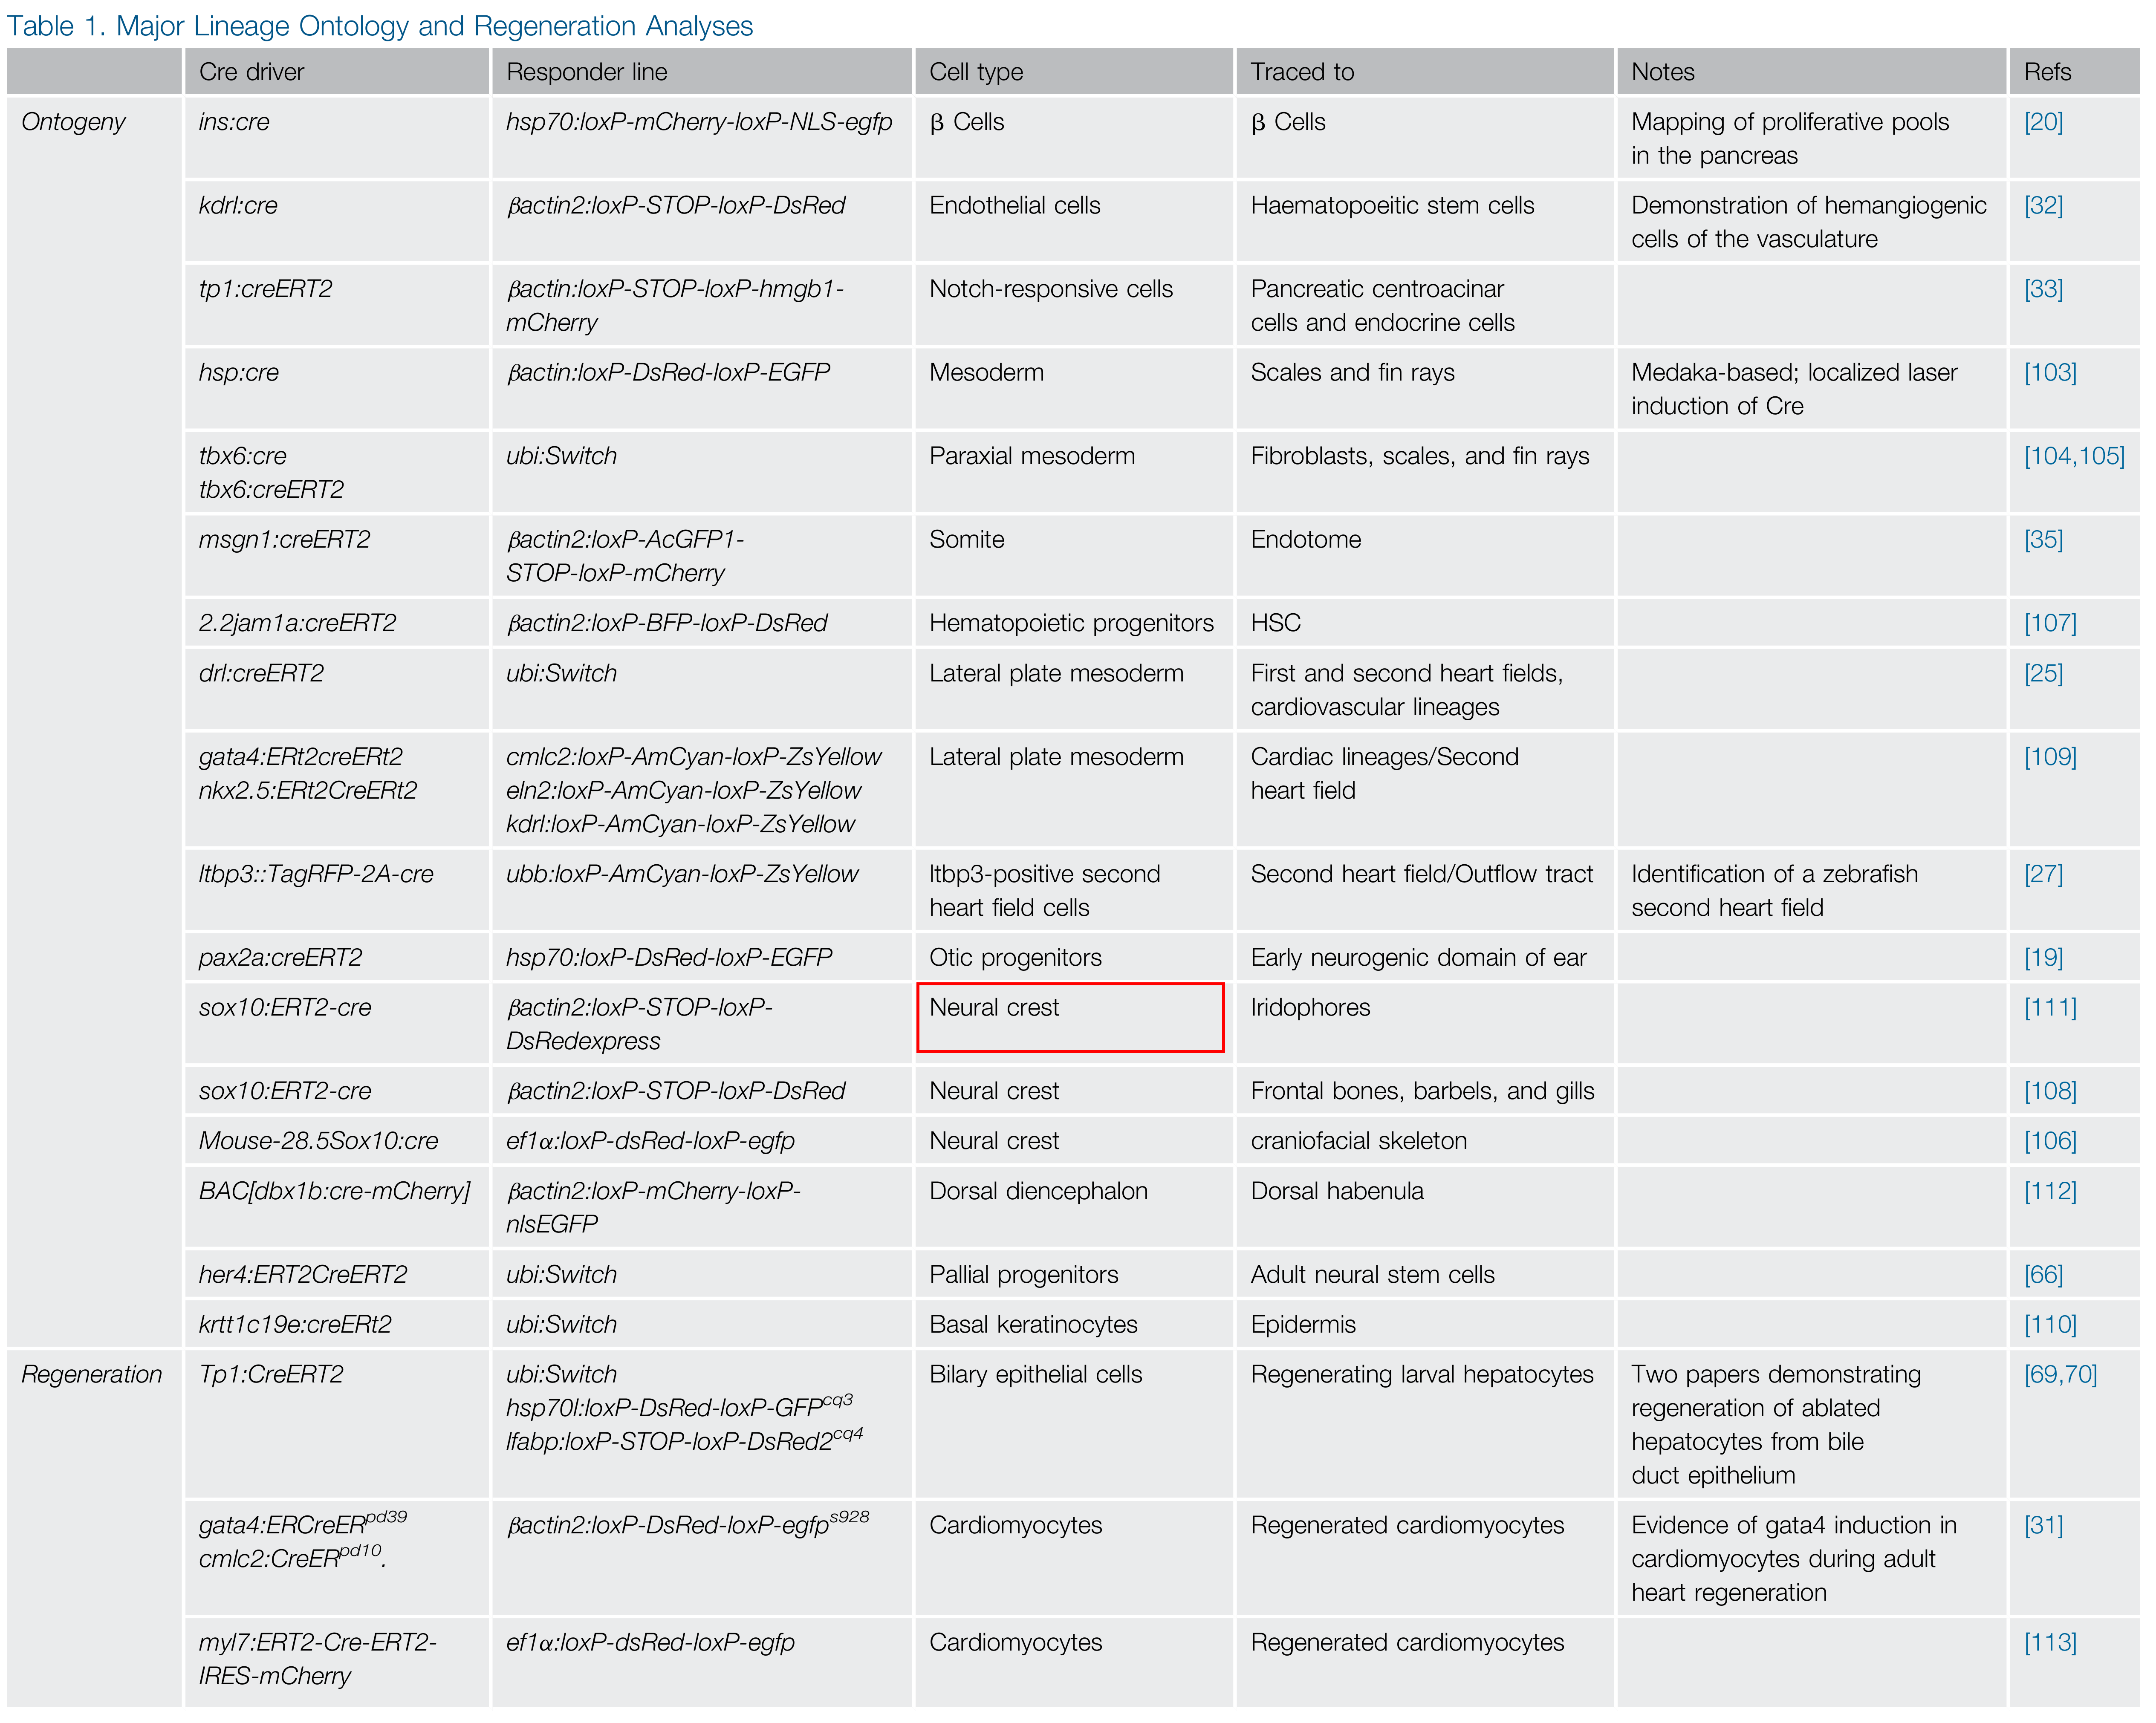 Table 1. Major Lineage Ontology and Regeneration Analyses
Cre driver Responder line Cell type Traced to Notes Refs
Ontogeny ins:cre hsp70:loxP-mCherry-loxP-NLS-egfp β Cells β Cells Mapping of proliferative pools [20]
in the pancreas
kdrl:cre βactin2:loxP-STOP-loxP-DsRed Endothelial cells Haematopoeitic stem cells Demonstration of hemangiogenic [32]
cells of the vasculature
tp1:creERT2 βactin:loxP-STOP-loxP-hmgb1- Notch-responsive cells Pancreatic centroacinar [33]
mCherry cells and endocrine cells
hsp:cre βactin:loxP-DsRed-loxP-EGFP Mesoderm Scales and fin rays Medaka-based; localized laser [103]
induction of Cre
tbx6:cre ubi:Switch Paraxial mesoderm Fibroblasts, scales, and fin rays [104,105]
tbx6:creERT2
msgn1:creERT2 βactin2:loxP-AcGFP1- Somite Endotome [35]
STOP-loxP-mCherry
2.2jam1a:creERT2 βactin2:loxP-BFP-loxP-DsRed Hematopoietic progenitors HSC [107]
drl:creERT2 ubi:Switch Lateral plate mesoderm First and second heart fields, [25]
cardiovascular lineages
gata4:ERt2creERt2 cmlc2:loxP-AmCyan-loxP-ZsYellow Lateral plate mesoderm Cardiac lineages/Second [109]
nkx2.5:ERt2CreERt2 eln2:loxP-AmCyan-loxP-ZsYellow heart field
kdrl:loxP-AmCyan-loxP-ZsYellow
ltbp3::TagRFP-2A-cre ubb:loxP-AmCyan-loxP-ZsYellow ltbp3-positive second Second heart field/Outflow tract Identification of a zebrafish [27]
heart field cells second heart field
pax2a:creERT2 hsp70:loxP-DsRed-loxP-EGFP Otic progenitors Early neurogenic domain of ear [19]
sox10:ERT2-cre βactin2:loxP-STOP-loxP- Neural crest Iridophores [111]
DsRedexpress
sox10:ERT2-cre βactin2:loxP-STOP-loxP-DsRed Neural crest Frontal bones, barbels, and gills [108]
Mouse-28.5Sox10:cre ef1α:loxP-dsRed-loxP-egfp Neural crest craniofacial skeleton [106]
BAC[dbx1b:cre-mCherry] βactin2:loxP-mCherry-loxP- Dorsal diencephalon Dorsal habenula [112]
nlsEGFP
her4:ERT2CreERT2 ubi:Switch Pallial progenitors Adult neural stem cells [66]
krtt1c19e:creERt2 ubi:Switch Basal keratinocytes Epidermis [110]
Regeneration Tp1:CreERT2 ubi:Switch Bilary epithelial cells Regenerating larval hepatocytes Two papers demonstrating [69,70]
hsp70l:loxP-DsRed-loxP-GFPcq3 regeneration of ablated
lfabp:loxP-STOP-loxP-DsRed2cq4 hepatocytes from bile
duct epithelium
gata4:ERCreERpd39 βactin2:loxP-DsRed-loxP-egfps928 Cardiomyocytes Regenerated cardiomyocytes Evidence of gata4 induction in [31]
cmlc2:CreERpd10. cardiomyocytes during adult
heart regeneration
myl7:ERT2-Cre-ERT2- ef1α:loxP-dsRed-loxP-egfp Cardiomyocytes Regenerated cardiomyocytes [113]
IRES-mCherry